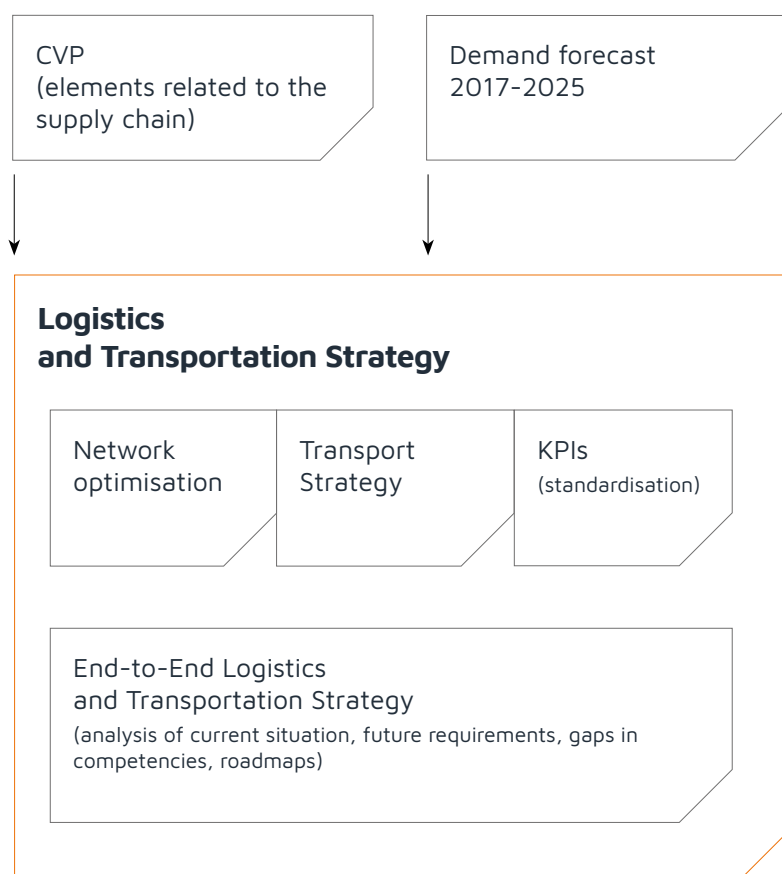 CVP
(elements related to the
supply chain)
Demand forecast
2017-2025
Logistics
and Transportation Strategy
Network
optimisation
Transport
Strategy
KPIs
(standardisation)
End-to-End Logistics
and Transportation Strategy
(analysis of current situation, future requirements, gaps in
competencies, roadmaps)